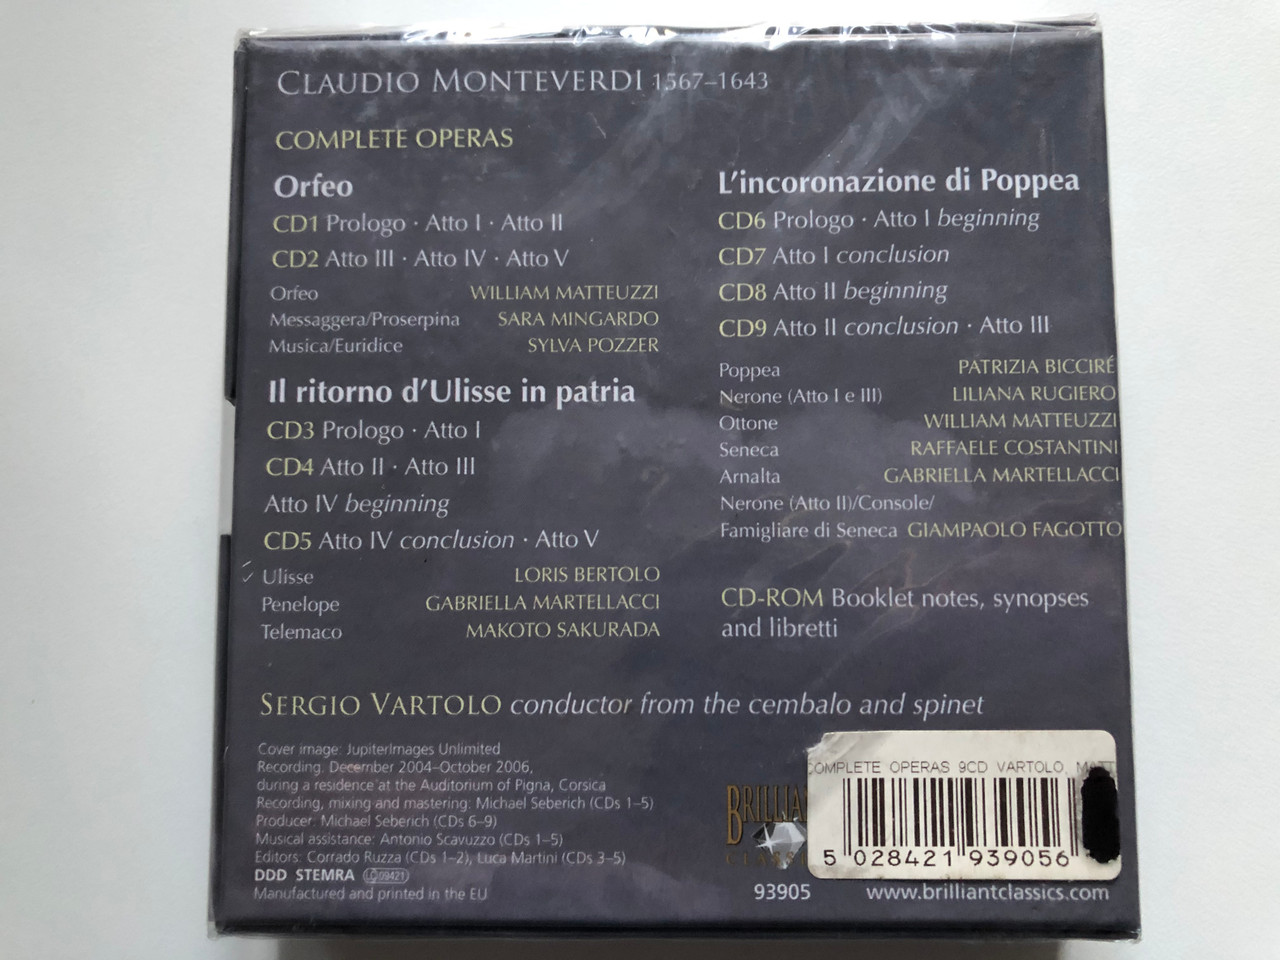 CLAUDIO MONTEVERDI 1567–1643
COMPLETE OPERAS
Orfeo
CD1 Prologo · Atto I · Atto II
CD2 Atto III · Atto IV · Atto V
Orfeo WILLIAM MATTEUZZI
Messaggera/Proserpina SARA MINGARDO
Musica/Euridice SYLVA POZZER
Il ritorno d'Ulisse in patria
CD3 Prologo · Atto I
CD4 Atto II · Atto III
Atto IV beginning
CD5 Atto IV conclusion · Atto V
Ulisse LORIS BERTOLO
Penelope GABRIELLA MARTELLACCI
Telemaco MAKOTO SAKURADA
L'incoronazione di Poppea
CD6 Prologo · Atto I beginning
CD7 Atto I conclusion
CD8 Atto II beginning
CD9 Atto II conclusion · Atto III
Poppea PATRIZIA BICCIRÉ
Nerone (Atto I e III) LILIANA RUGIERO
Ottone WILLIAM MATTEUZZI
Seneca RAFFAELE COSTANTINI
Arnalta GABRIELLA MARTELLACCI
Nerone (Atto II)/Console/
Famigliare di Seneca GIAMPAOLO FAGOTTO
CD-ROM Booklet notes, synopses
and libretti
SERGIO VARTOLO conductor from the cembalo and spinet
Cover image: JupiterImages Unlimited
Recording: December 2004–October 2006,
during a residence at the Auditorium of Pigna, Corsica
Recording, mixing and mastering: Michael Seberich (CDs 1–5)
Producer: Michael Seberich (CDs 6–9)
Musical assistance: Antonio Scavuzzo (CDs 1–5)
Editors: Corrado Ruzza (CDs 1–2), Luca Martini (CDs 3–5)
DDD STEMRA LC 09421
Manufactured and printed in the EU
COMPLETE OPERAS 9CD VARTOLO, MATT
5 028421 939056
93905 www.brilliantclassics.com